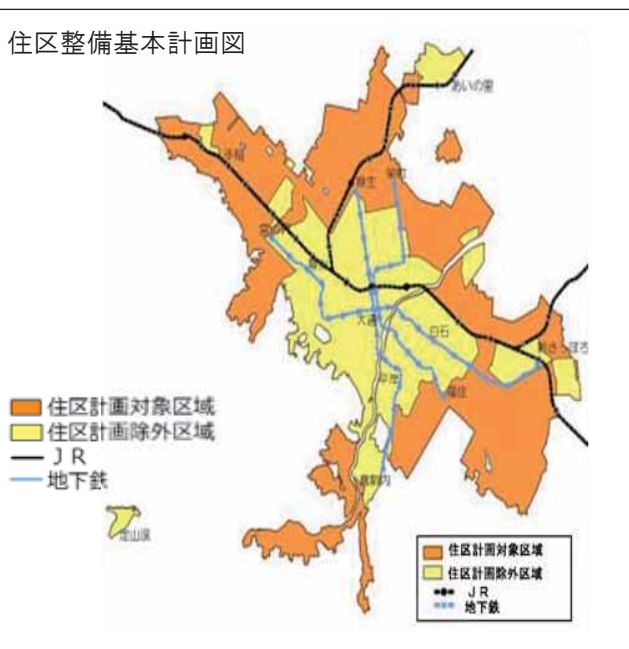 住区整備基本計画図
あいの里
手稲
麻生
栄町
宮の沢
琴似
大通
白石
新さっぽろ
平岸
福住
真駒内
定山渓
住区計画対象区域
住区計画除外区域
ＪＲ
地下鉄
住区計画対象区域
住区計画除外区域
ＪＲ
地下鉄